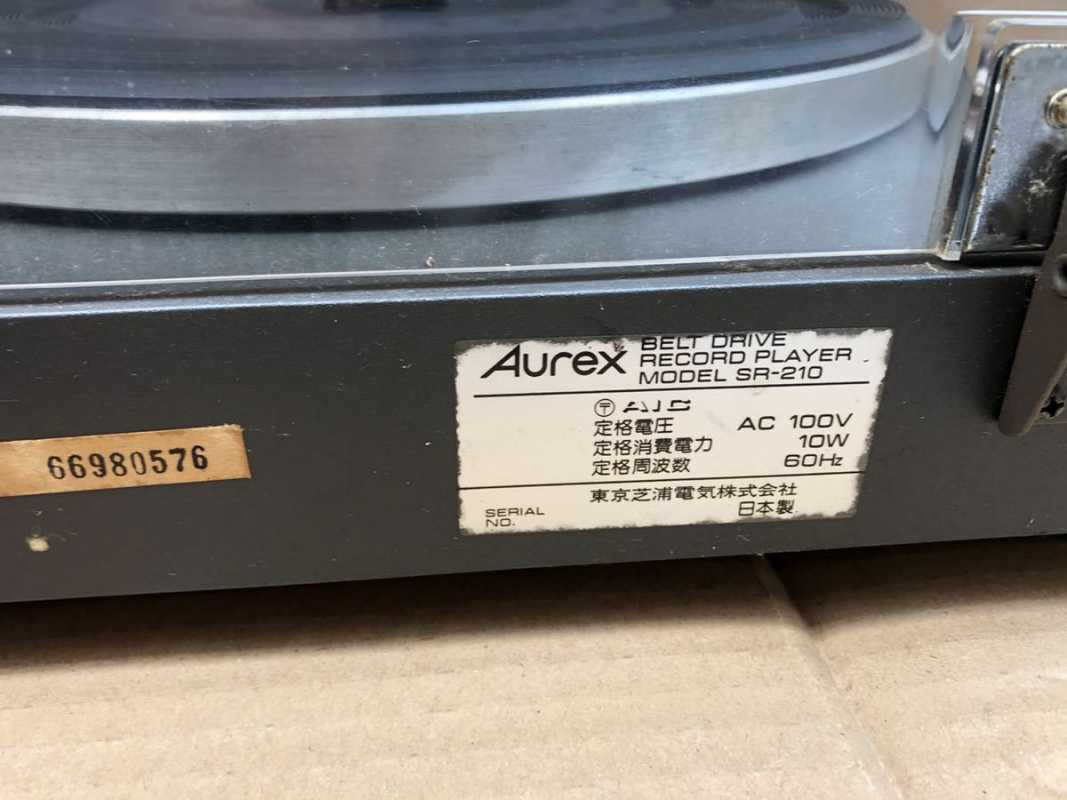 66980576
Aurex
BELT DRIVE
RECORD PLAYER
MODEL SR-210
〒
定格電圧 AC 100V
定格消費電力 10W
定格周波数 60Hz
東京芝浦電気株式会社
SERIAL
NO.
日本製